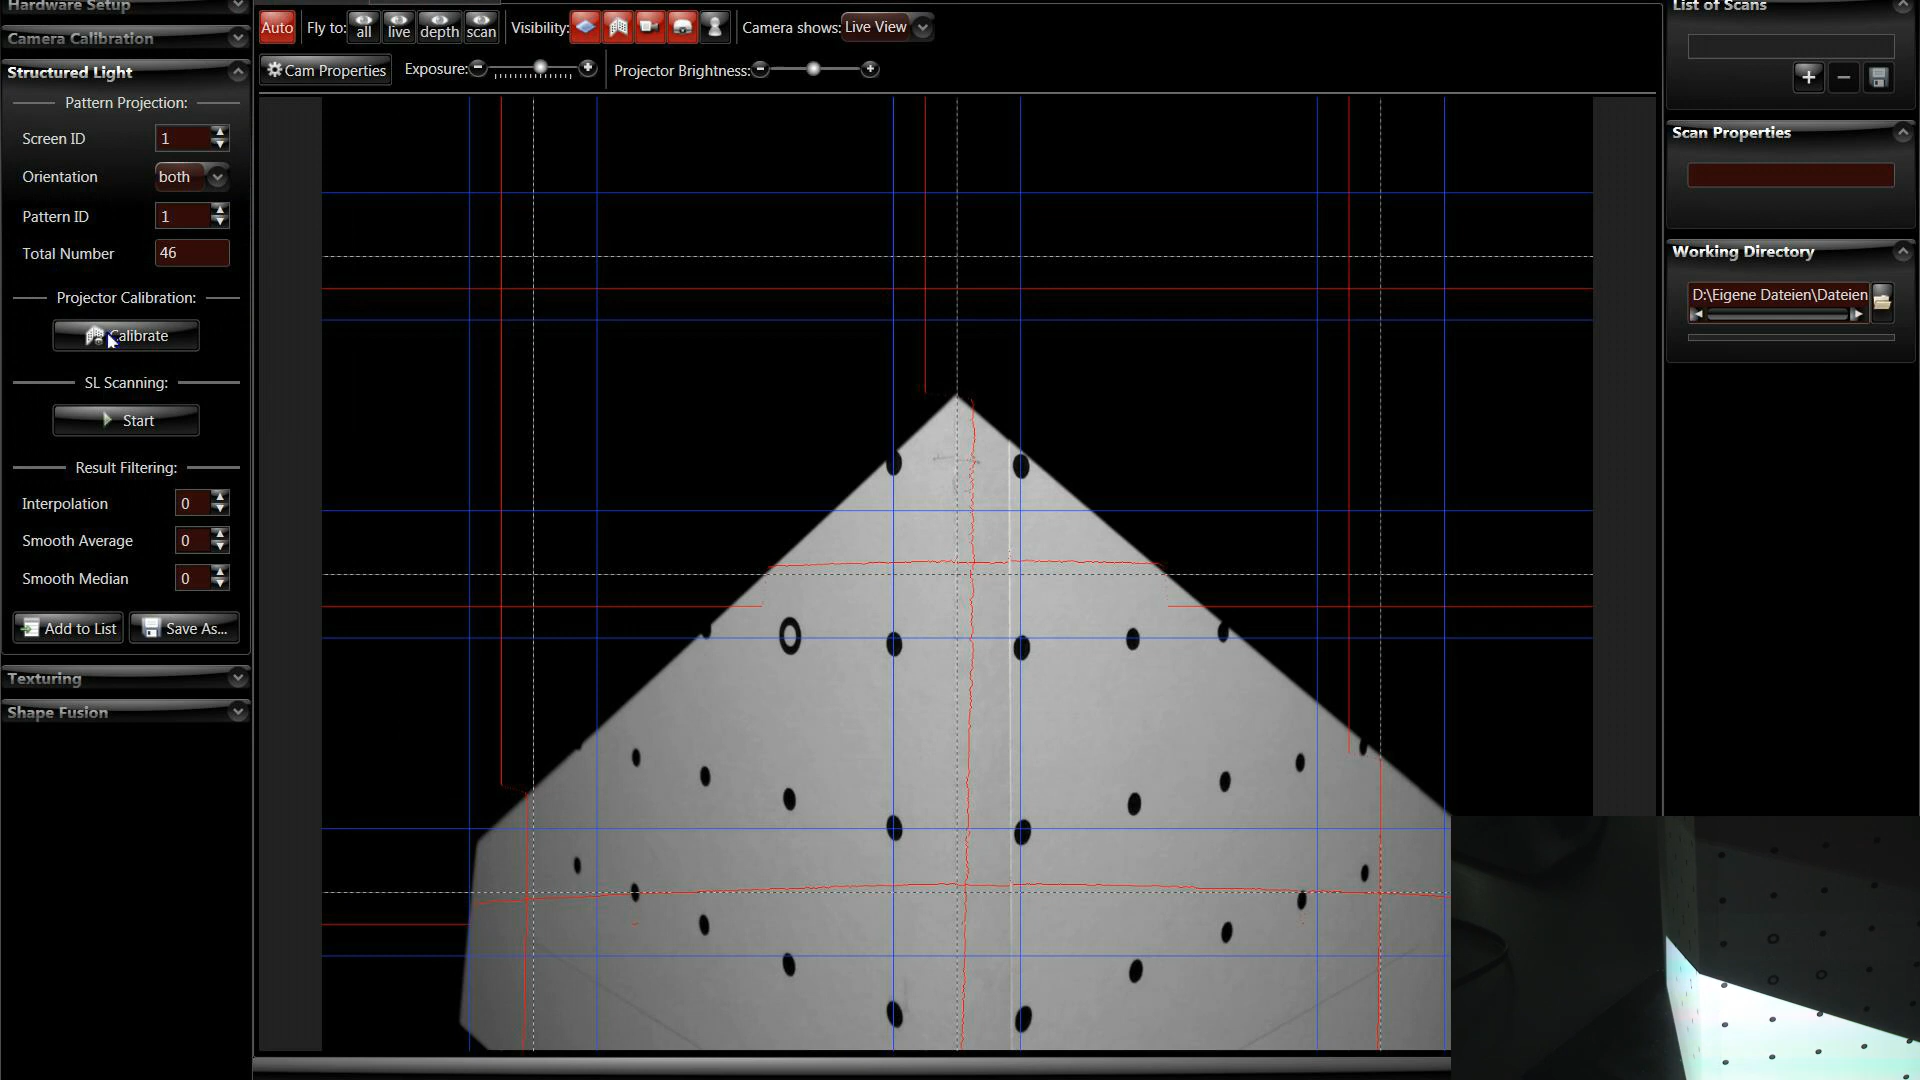 Hardware Setup
Camera Calibration
Structured Light
Pattern Projection:
Screen ID 1
Orientation both
Pattern ID 1
Total Number 46
Projector Calibration:
Calibrate
SL Scanning:
Start
Result Filtering:
Interpolation 0
Smooth Average 0
Smooth Median 0
Add to List Save As...
Texturing
Shape Fusion
Auto Fly to: all live depth scan Visibility: Camera shows: Live View
Cam Properties Exposure: Projector Brightness:
List of Scans
Scan Properties
Working Directory
D:\Eigene Dateien\Dateien